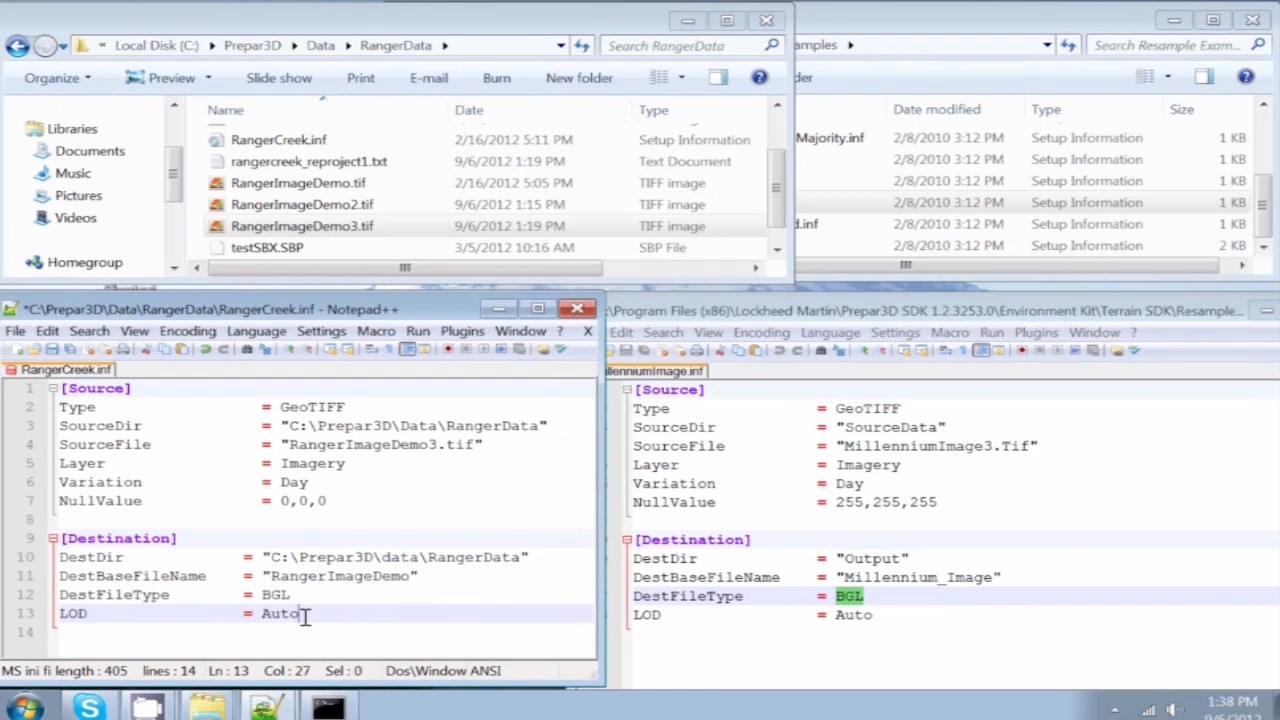 « Local Disk (C:) ▸ Prepar3D ▸ Data ▸ RangerData ▸
Search RangerData
Organize
Preview
Slide show
Print
E-mail
Burn
New folder
Name
Date
Type
Libraries
Documents
Music
Pictures
Videos
Homegroup
RangerCreek.inf 2/16/2012 5:11 PM Setup Information
rangercreek_reproject1.txt 9/6/2012 1:19 PM Text Document
RangerImageDemo.tif 2/16/2012 5:05 PM TIFF image
RangerImageDemo2.tif 9/6/2012 1:15 PM TIFF image
RangerImageDemo3.tif 9/6/2012 1:19 PM TIFF image
testSBX.SBP 3/5/2012 10:16 AM SBP File
amples ▸
Search Resample Exam...
der
Date modified Type Size
Majority.inf 2/8/2010 3:12 PM Setup Information 1 KB
2/8/2010 3:12 PM Setup Information 1 KB
2/8/2010 3:12 PM Setup Information 1 KB
2/8/2010 3:12 PM Setup Information 1 KB
d.inf 2/8/2010 3:12 PM Setup Information 1 KB
2/8/2010 3:12 PM Setup Information 2 KB
*C:\Prepar3D\Data\RangerData\RangerCreek.inf - Notepad++
File Edit Search View Encoding Language Settings Macro Run Plugins Window ? X
RangerCreek.inf
1 [Source]
2 Type = GeoTIFF
3 SourceDir = "C:\Prepar3D\Data\RangerData"
4 SourceFile = "RangerImageDemo3.tif"
5 Layer = Imagery
6 Variation = Day
7 NullValue = 0,0,0
8
9 [Destination]
10 DestDir = "C:\Prepar3D\data\RangerData"
11 DestBaseFileName = "RangerImageDemo"
12 DestFileType = BGL
13 LOD = Auto
14
MS ini fi length : 405 lines : 14 Ln : 13 Col : 27 Sel : 0 Dos\Window ANSI
:\Program Files (x86)\Lockheed Martin\Prepar3D SDK 1.2.3253.0\Environment Kit\Terrain SDK\Resample...
Edit Search View Encoding Language Settings Macro Run Plugins Window ?
illenniumImage.inf
[Source]
Type = GeoTIFF
SourceDir = "SourceData"
SourceFile = "MillenniumImage3.Tif"
Layer = Imagery
Variation = Day
NullValue = 255,255,255
[Destination]
DestDir = "Output"
DestBaseFileName = "Millennium_Image"
DestFileType = BGL
LOD = Auto
1:38 PM